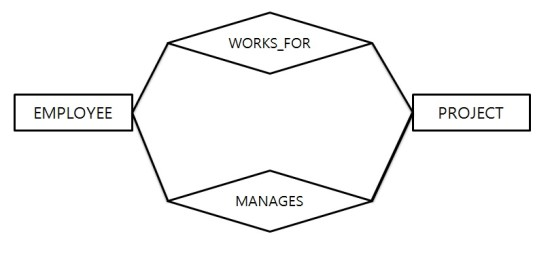 WORKS_FOR
EMPLOYEE
PROJECT
MANAGES